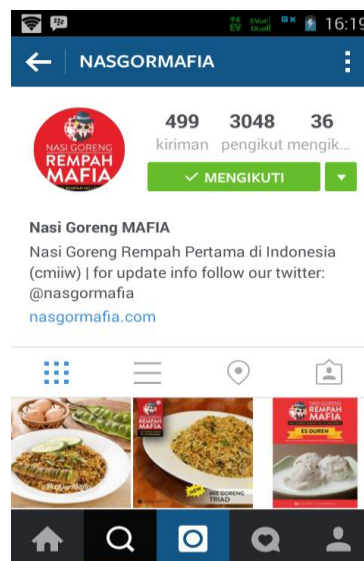 16:19
NASGORMAFIA
NASI GORENG
REMPAH
MAFIA
499 3048 36
kiriman pengikut mengik...
✓ MENGIKUTI
Nasi Goreng MAFIA
Nasi Goreng Rempah Pertama di Indonesia
(cmiiw) | for update info follow our twitter:
@nasgormafia
nasgormafia.com
REMPAH
MAFIA
MIE GORENG
TRIAD
REMPAH
MAFIA
ES DUREN